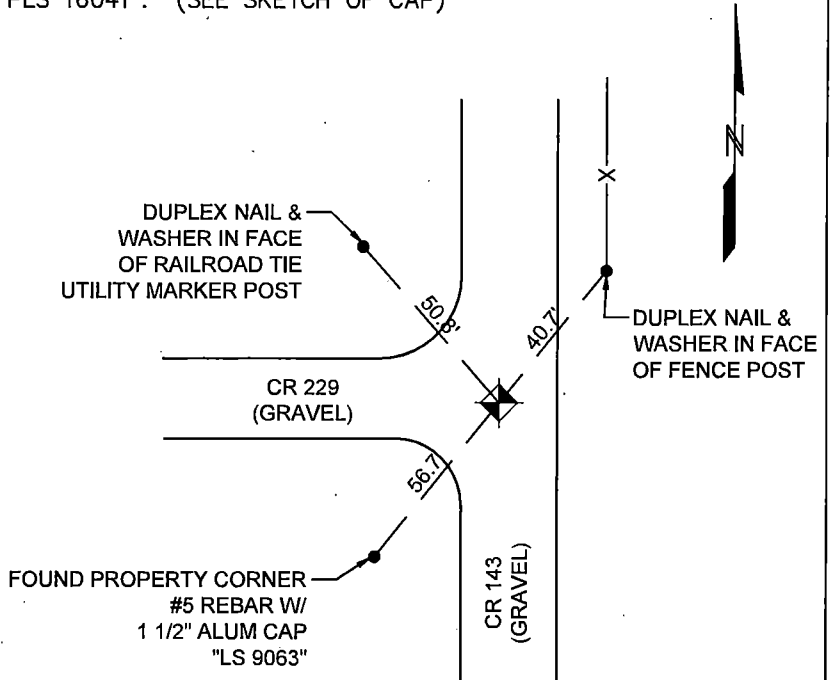 PLS 16041". (SEE SKETCH OF CAP)
N
DUPLEX NAIL &
WASHER IN FACE
OF RAILROAD TIE
UTILITY MARKER POST
X
50.8'
40.7'
DUPLEX NAIL &
WASHER IN FACE
OF FENCE POST
CR 229
(GRAVEL)
56.7'
FOUND PROPERTY CORNER
#5 REBAR W/
1 1/2" ALUM CAP
"LS 9063"
CR 143
(GRAVEL)